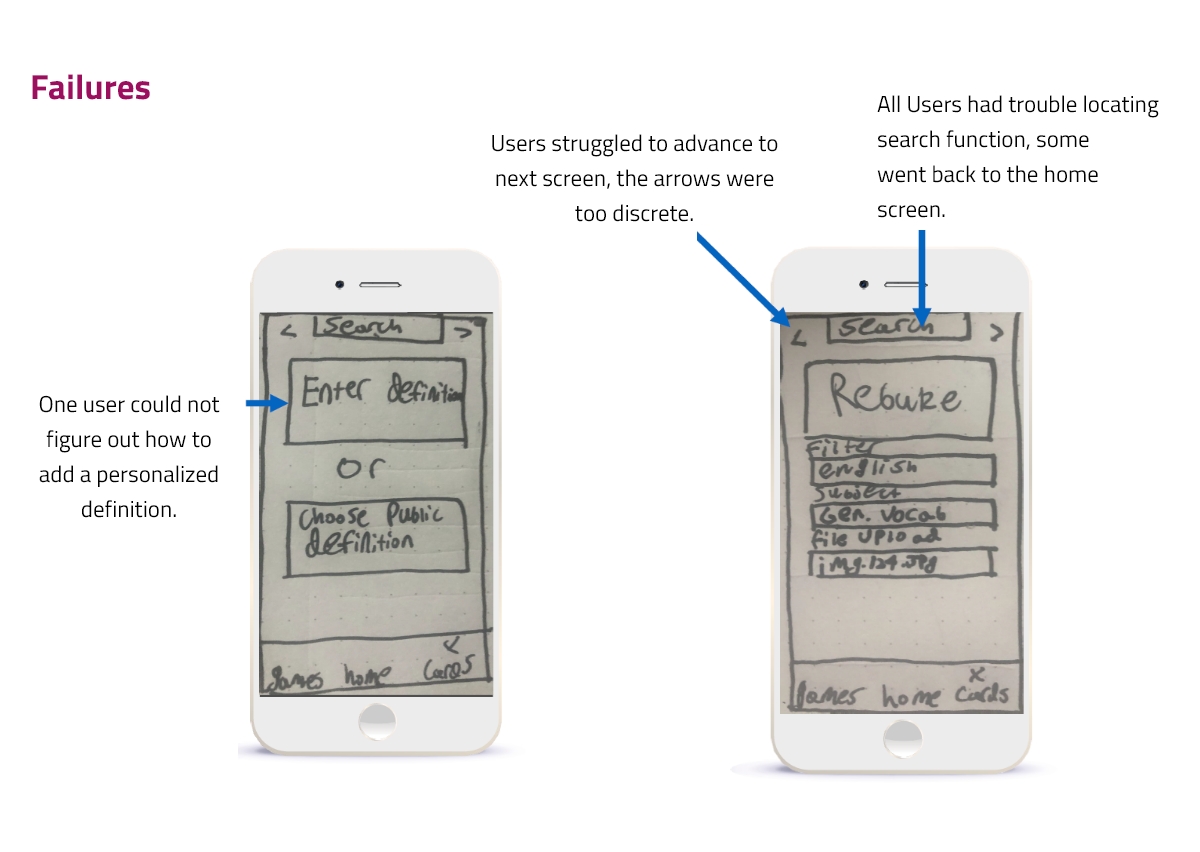 Failures
All Users had trouble locating
search function, some
went back to the home
screen.
Users struggled to advance to
next screen, the arrows were
too discrete.
One user could not
figure out how to
add a personalized
definition.
< Search >
Enter definition
or
Choose Public
definition
x
games home Cards
< Search >
Rebuke
Filter
english
Subject
Gen. Vocab
file Upload
img.124.Jpg
x
games home Cards